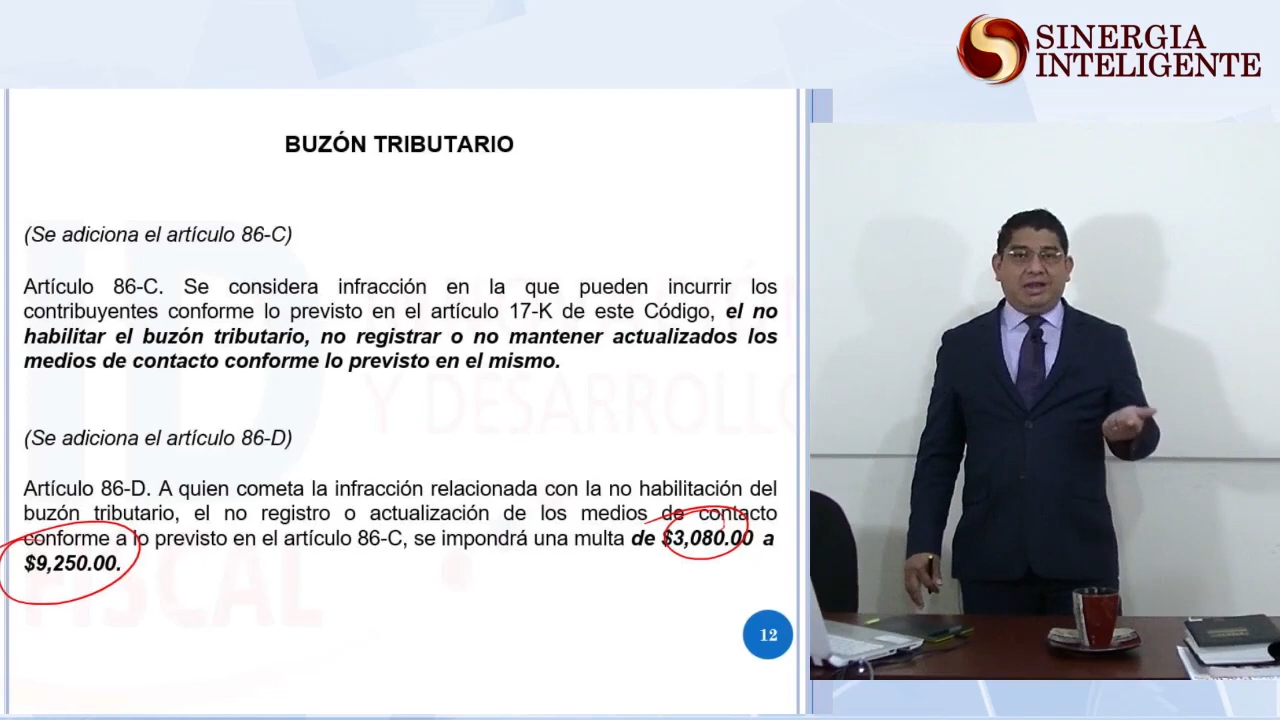 SINERGIA
INTELIGENTE
BUZÓN TRIBUTARIO
(Se adiciona el artículo 86-C)
Artículo 86-C. Se considera infracción en la que pueden incurrir los
contribuyentes conforme lo previsto en el artículo 17-K de este Código, el no
habilitar el buzón tributario, no registrar o no mantener actualizados los
medios de contacto conforme lo previsto en el mismo.
Y DESARROLLO
(Se adiciona el artículo 86-D)
Artículo 86-D. A quien cometa la infracción relacionada con la no habilitación del
buzón tributario, el no registro o actualización de los medios de contacto
conforme a lo previsto en el artículo 86-C, se impondrá una multa de $3,080.00 a
$9,250.00.
FISCAL
12